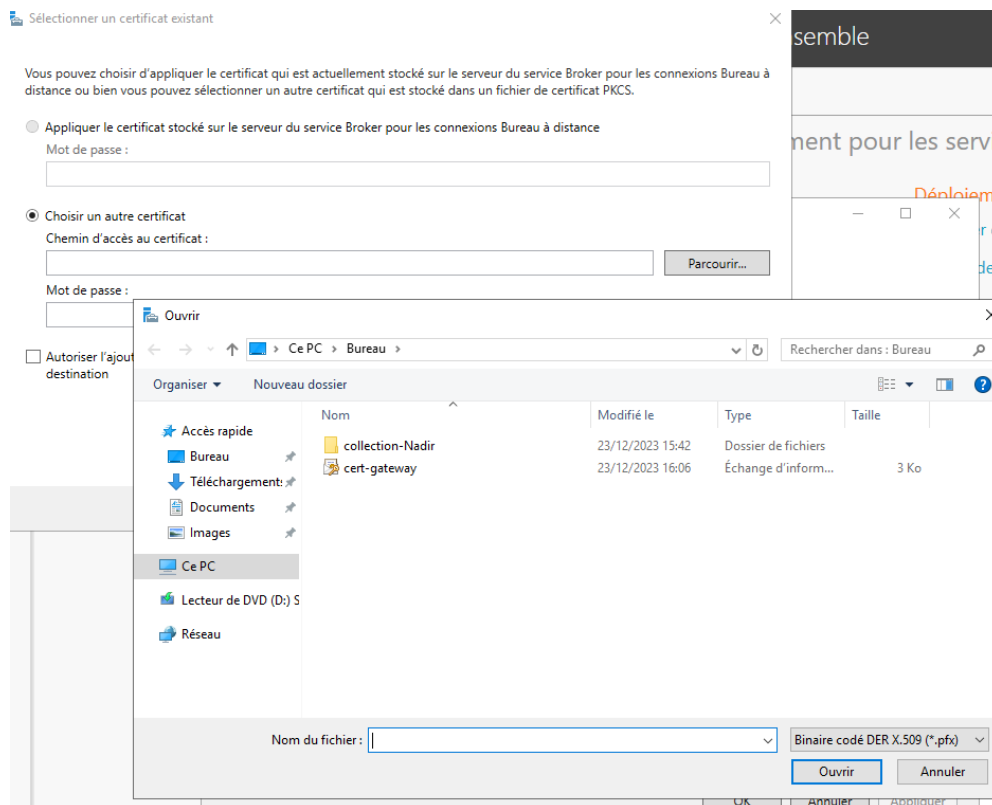 Sélectionner un certificat existant
semble
Vous pouvez choisir d'appliquer le certificat qui est actuellement stocké sur le serveur du service Broker pour les connexions Bureau à
distance ou bien vous pouvez sélectionner un autre certificat qui est stocké dans un fichier de certificat PKCS.
Appliquer le certificat stocké sur le serveur du service Broker pour les connexions Bureau à distance
Mot de passe :
ment pour les servi
Déploiem
Choisir un autre certificat
Chemin d'accès au certificat :
Parcourir...
Mot de passe :
Autoriser l'ajout
destination
Ouvrir
Ce PC > Bureau >
Rechercher dans : Bureau
Organiser
Nouveau dossier
Nom Modifié le Type Taille
Accès rapide
collection-Nadir 23/12/2023 15:42 Dossier de fichiers
Bureau
cert-gateway 23/12/2023 16:06 Échange d'inform... 3 Ko
Téléchargement:
Documents
Images
Ce PC
Lecteur de DVD (D:) S
Réseau
Nom du fichier :
Binaire codé DER X.509 (*.pfx)
Ouvrir
Annuler
OK
Annuler
Appliquer